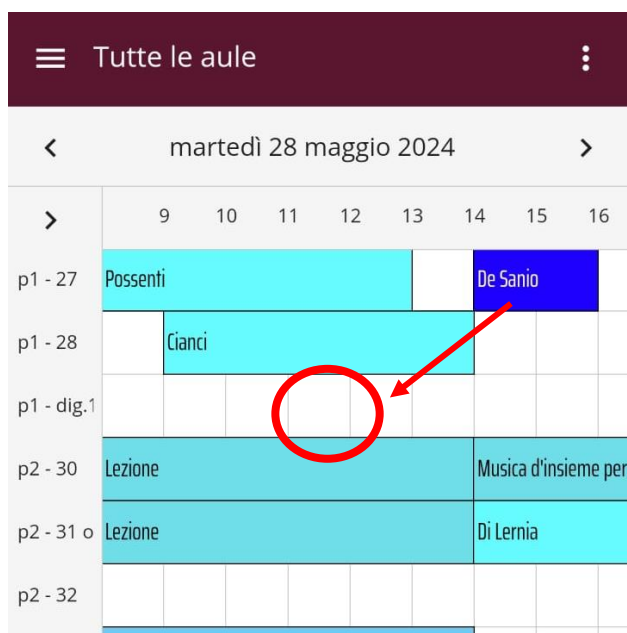 Tutte le aule
martedì 28 maggio 2024
9 10 11 12 13 14 15 16
p1 - 27 Possenti De Sanio
p1 - 28 Cianci
p1 - dig.1
p2 - 30 Lezione Musica d'insieme per
p2 - 31 o Lezione Di Lernia
p2 - 32